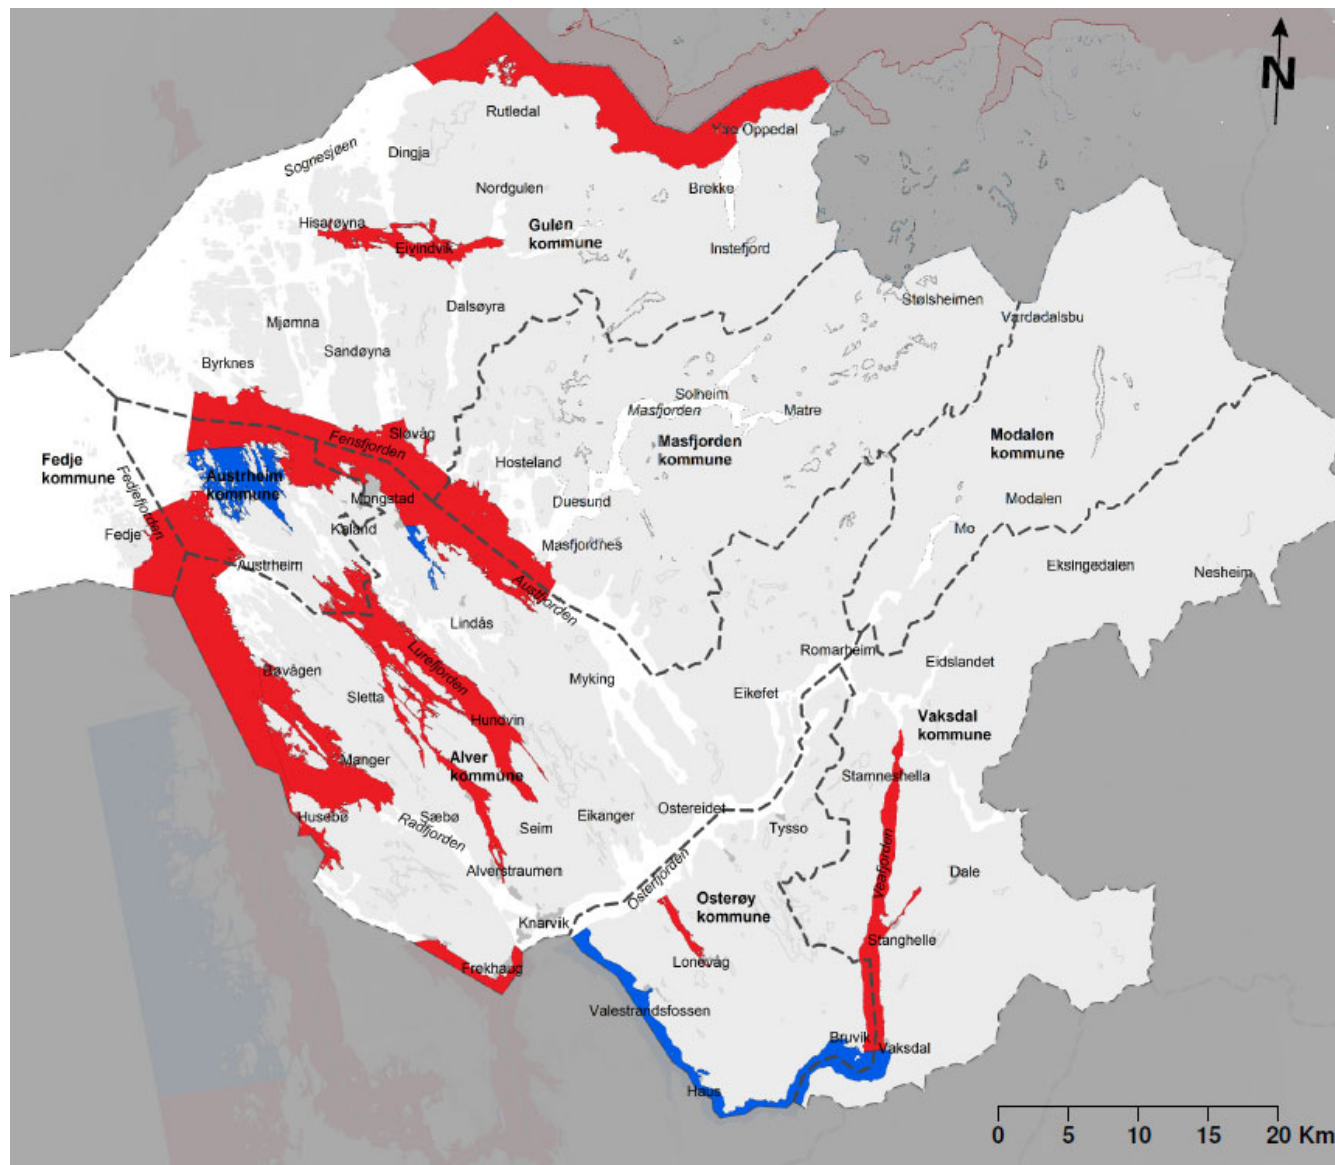 N
Rutledal
Ytre Oppedal
Sognesjøen
Dingja
Nordgulen
Brekke
Hisarøyna
Gulen
kommune
Eivindvik
Instefjord
Dalsøyra
Stølsheimen
Vardadalsbu
Mjømna
Sandøyna
Byrknes
Solheim
Masfjorden
Matre
Sløvåg
Fensfjorden
Masfjorden
kommune
Modalen
kommune
Fedje
kommune
Hosteland
Austrheim
kommune
Fedjefjorden
Mongstad
Duesund
Modalen
Fedje
Kaland
Mo
Masfjordnes
Austrheim
Eksingedalen
Nesheim
Austfjorden
Lindås
Romarheim
Eidslandet
Bøvågen
Lurefjorden
Myking
Sletta
Eikefet
Hundvin
Vaksdal
kommune
Manger
Alver
kommune
Stamneshella
Husebø
Radfjorden
Sæbø
Seim
Eikanger
Ostereidet
Tysso
Alverstraumen
Osterfjorden
Veafjorden
Dale
Osterøy
kommune
Knarvik
Stanghelle
Frekhaug
Lonevåg
Valestrandsfossen
Bruvik
Vaksdal
Haus
0 5 10 15 20 Km